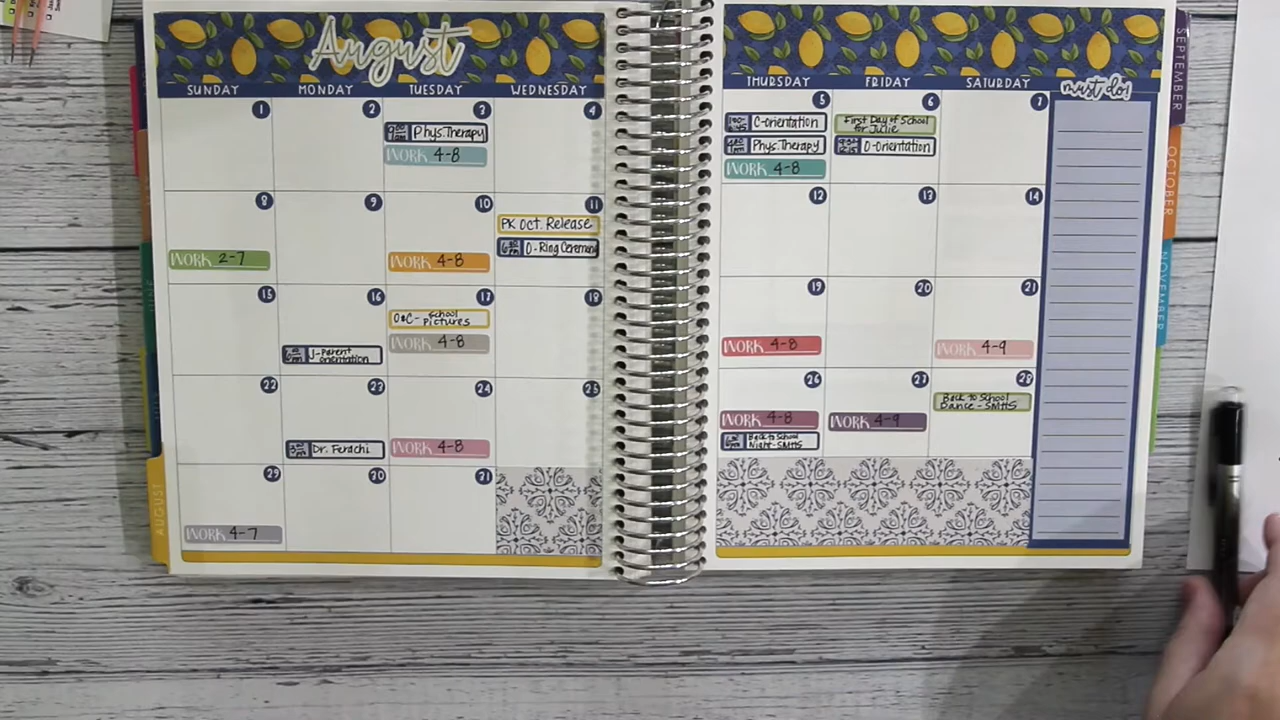 August
SUNDAY MONDAY TUESDAY WEDNESDAY
THURSDAY FRIDAY SATURDAY
must do!
1 2 3 4
Phys. Therapy
WORK 4-8
5 6 7
C-orientation
First Day of School
for Julie
Phys. Therapy
O-Orientation
WORK 4-8
8 9 10 11
PK Oct. Release
O-Ring Ceremony
WORK 2-7
WORK 4-8
12 13 14
15 16 17 18
O&C- School
pictures
WORK 4-8
J-parent
orientation
19 20 21
WORK 4-8
WORK 4-9
22 23 24 25
Dr. Ferachi
WORK 4-8
26 27 28
Back to School
Dance - SMHS
WORK 4-8
WORK 4-9
Back to School
Night-SMHS
29 30 31
WORK 4-7
AUGUST
SEPTEMBER
OCTOBER
NOVEMBER